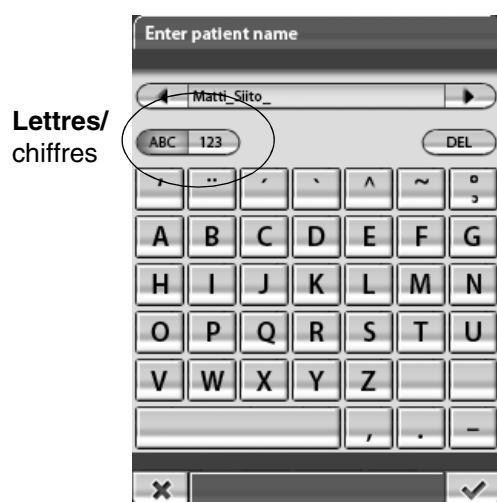 Enter patient name
Matti_Siito_
Lettres/
chiffres
ABC 123 DEL
' ¨ ´ ` ^ ~ °
A B C D E F G
H I J K L M N
O P Q R S T U
V W X Y Z
, . –